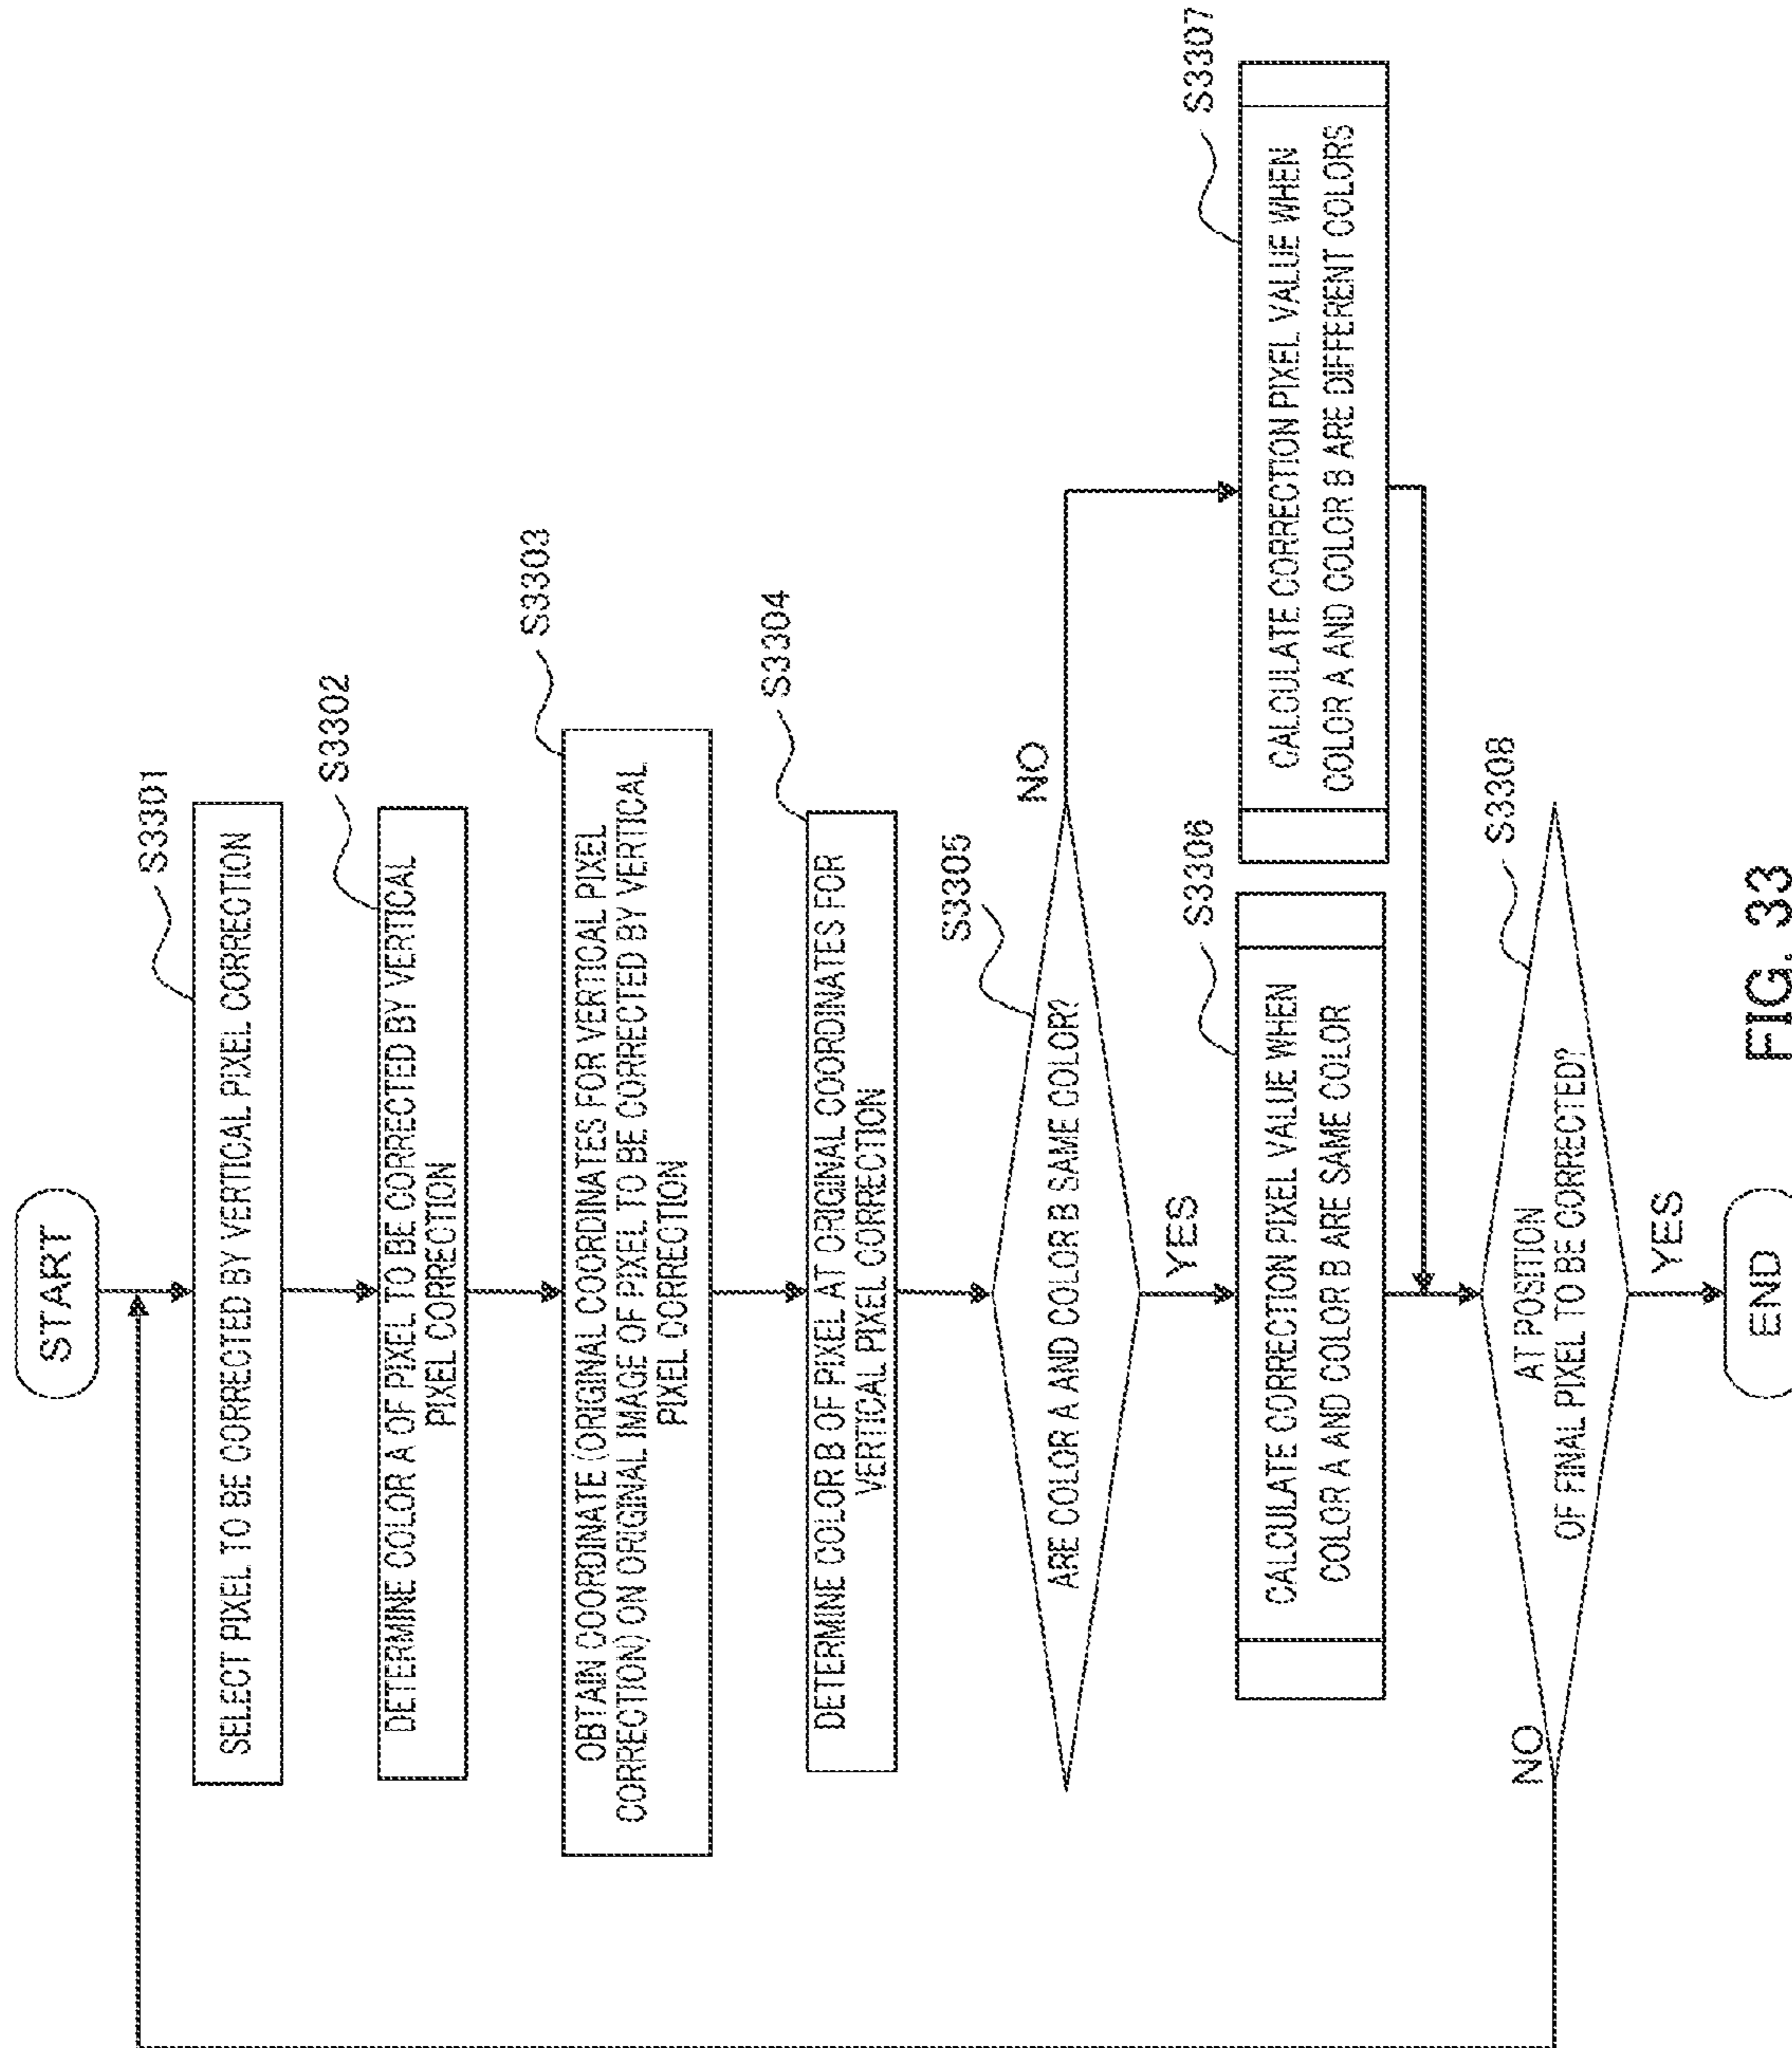 START
S3301
SELECT PIXEL TO BE CORRECTED BY VERTICAL PIXEL CORRECTION
S3302
DETERMINE COLOR A OF PIXEL TO BE CORRECTED BY VERTICAL
PIXEL CORRECTION
S3303
OBTAIN COORDINATE (ORIGINAL COORDINATES FOR VERTICAL PIXEL
CORRECTION) ON ORIGINAL IMAGE OF PIXEL TO BE CORRECTED BY VERTICAL
PIXEL CORRECTION
S3304
DETERMINE COLOR B OF PIXEL AT ORIGINAL COORDINATES FOR
VERTICAL PIXEL CORRECTION
S3305
ARE COLOR A AND COLOR B SAME COLOR?
NO
YES
S3306
CALCULATE CORRECTION PIXEL VALUE WHEN
COLOR A AND COLOR B ARE SAME COLOR
S3307
CALCULATE CORRECTION PIXEL VALUE WHEN
COLOR A AND COLOR B ARE DIFFERENT COLORS
S3308
AT POSITION
OF FINAL PIXEL TO BE CORRECTED?
NO
YES
END
FIG. 33